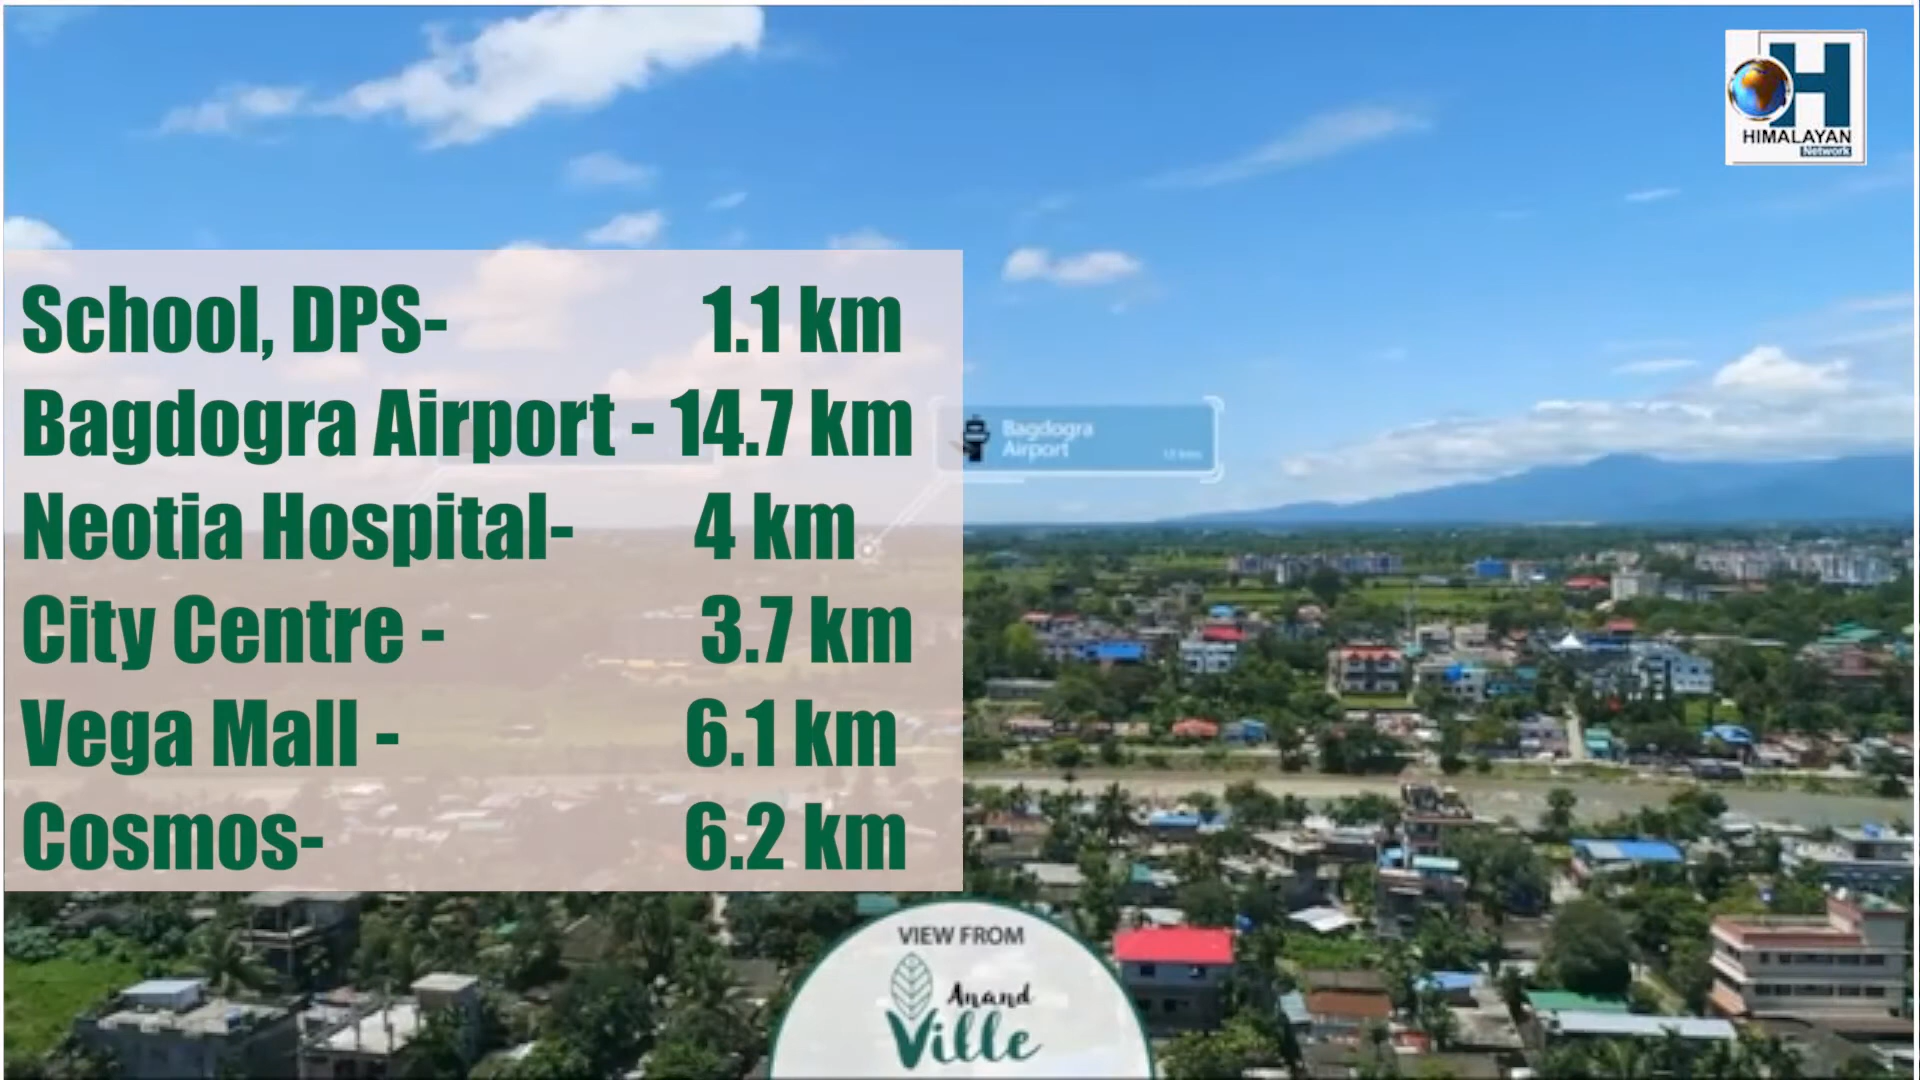 HIMALAYAN
Network
School, DPS- 1.1 km
Bagdogra Airport - 14.7 km
Neotia Hospital- 4 km
City Centre - 3.7 km
Vega Mall - 6.1 km
Cosmos- 6.2 km
Bagdogra
Airport
VIEW FROM
Anand
Ville